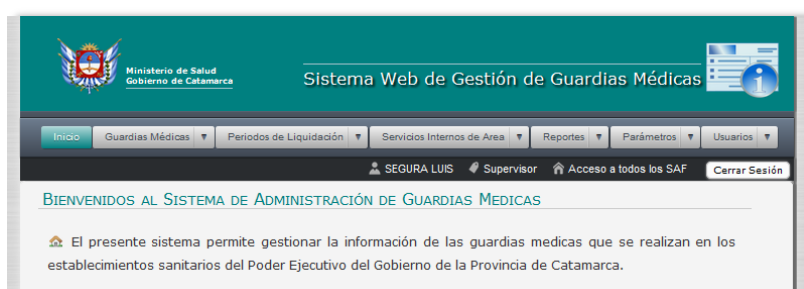 Ministerio de Salud
Gobierno de Catamarca
Sistema Web de Gestión de Guardias Médicas
Inicio Guardias Médicas Periodos de Liquidación Servicios Internos de Area Reportes Parámetros Usuarios
SEGURA LUIS Supervisor Acceso a todos los SAF Cerrar Sesión
BIENVENIDOS AL SISTEMA DE ADMINISTRACIÓN DE GUARDIAS MEDICAS
El presente sistema permite gestionar la información de las guardias medicas que se realizan en los
establecimientos sanitarios del Poder Ejecutivo del Gobierno de la Provincia de Catamarca.